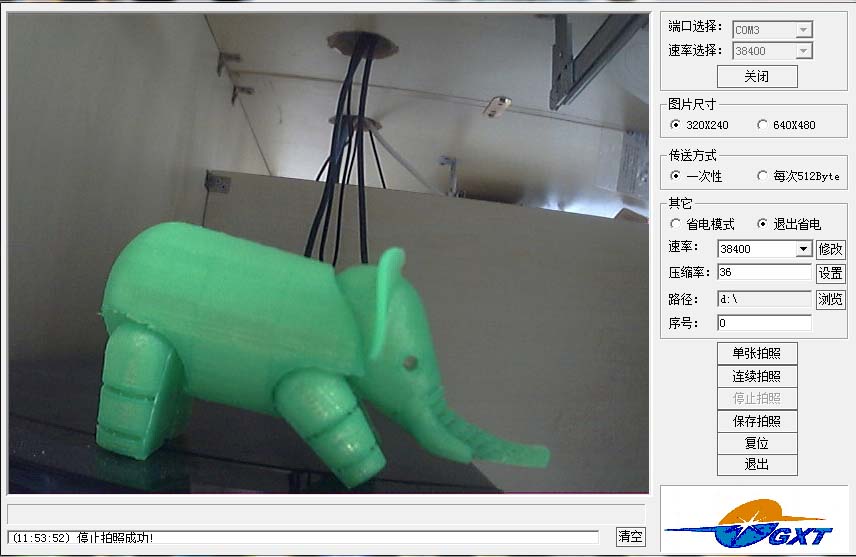 端口选择： COM3
速率选择： 38400
关闭
图片尺寸
320X240 640X480
传送方式
一次性 每次512Byte
其它
省电模式 退出省电
速率： 38400 修改
压缩率： 36 设置
路径： d:\ 浏览
序号： 0
单张拍照
连续拍照
停止拍照
保存拍照
复位
退出
GXT
(11:53:52) 停止拍照成功! 清空